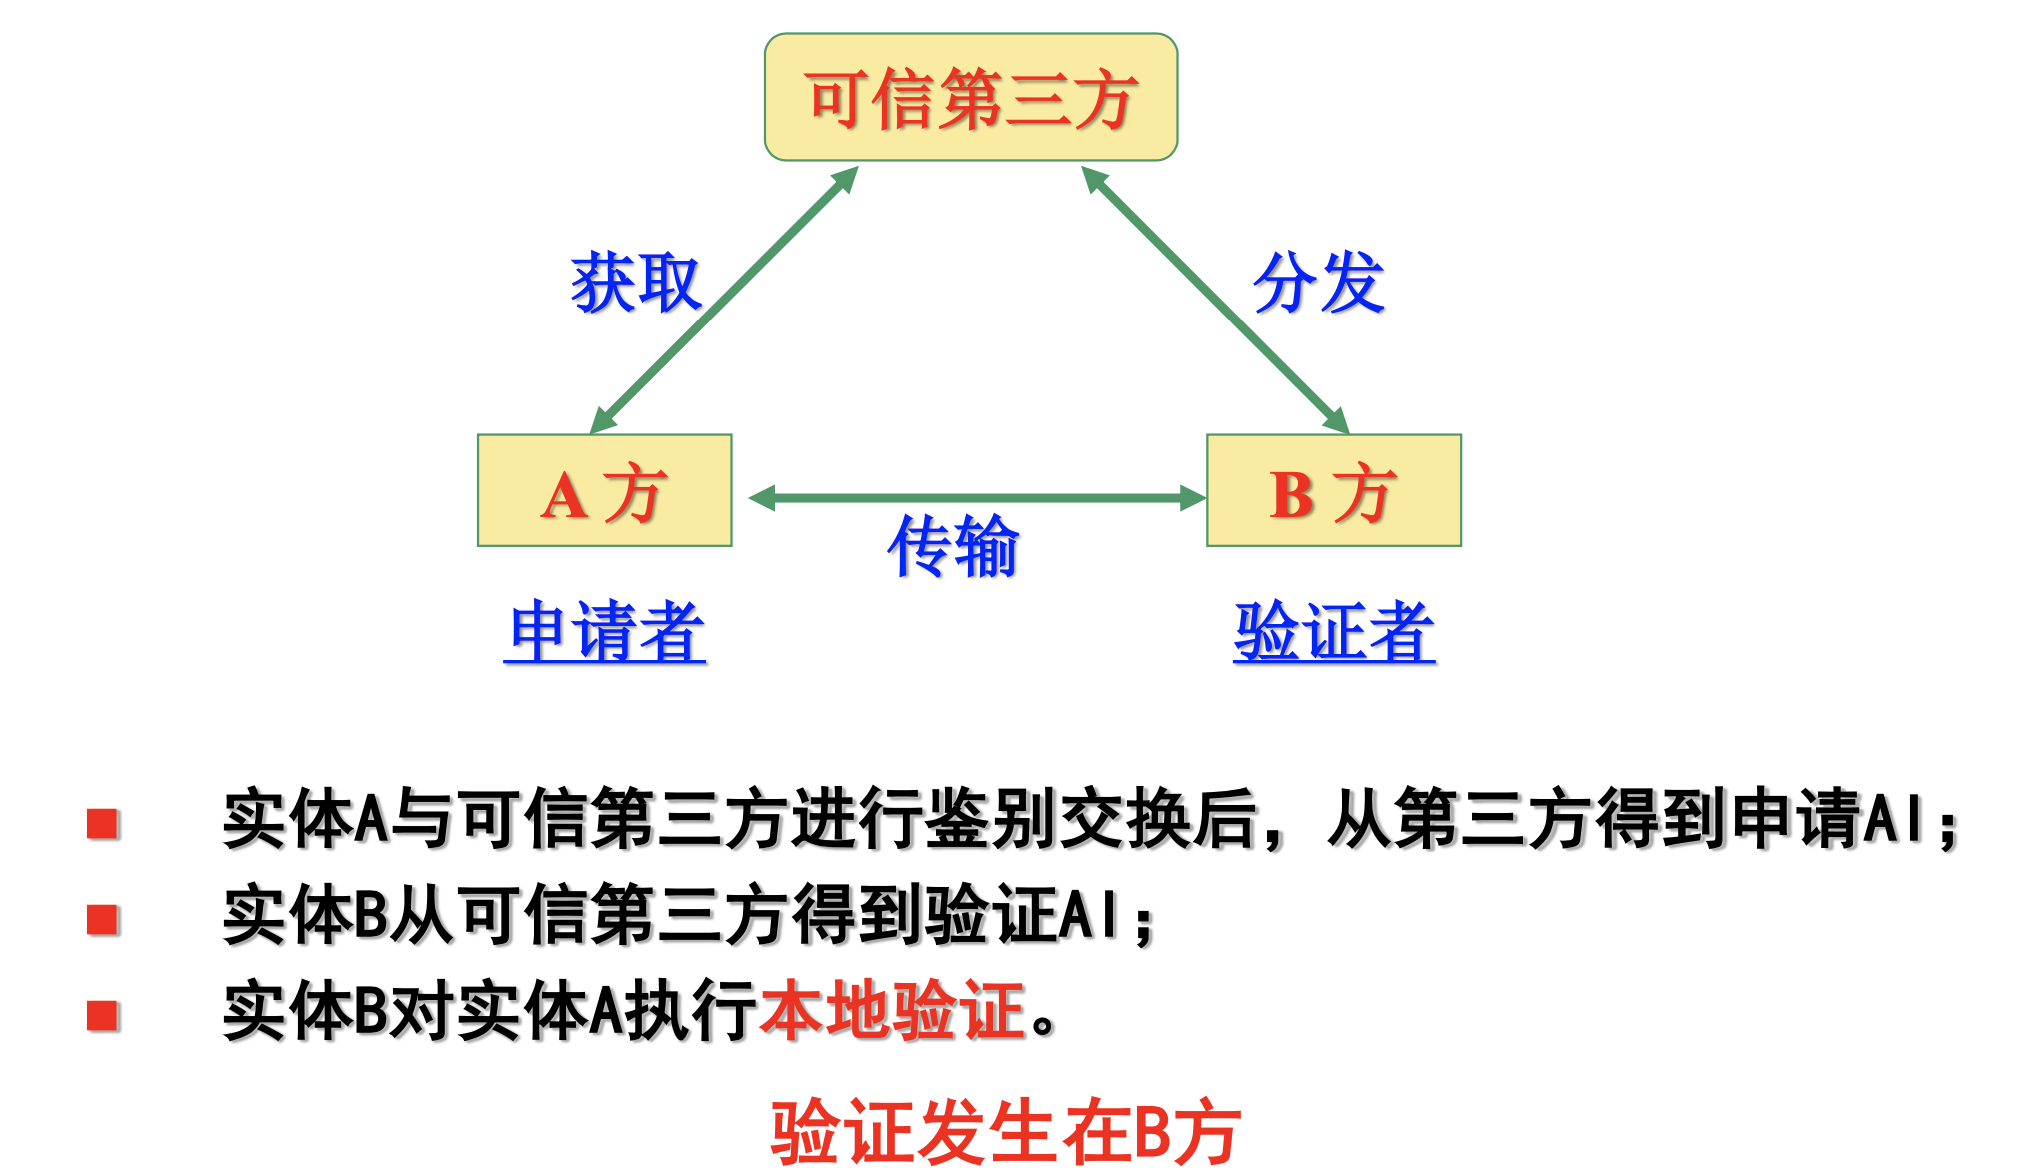 可信第三方
获取
分发
A 方
B 方
传输
申请者
验证者
实体A与可信第三方进行鉴别交换后，从第三方得到申请AI；
实体B从可信第三方得到验证AI；
实体B对实体A执行本地验证。
验证发生在B方